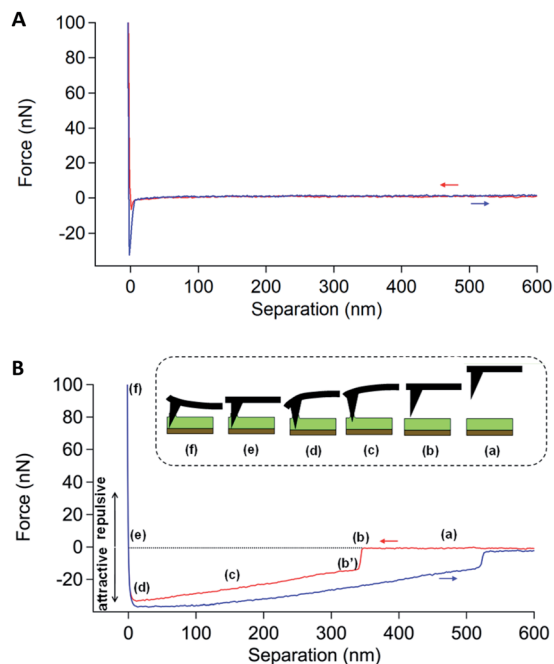 A
Force (nN)
100
80
60
40
20
0
-20
0 100 200 300 400 500 600
Separation (nm)
B
Force (nN)
attractive repulsive
100
80
60
40
20
0
-20
(f)
(e)
(d)
(c)
(b')
(b)
(a)
(f) (e) (d) (c) (b) (a)
0 100 200 300 400 500 600
Separation (nm)